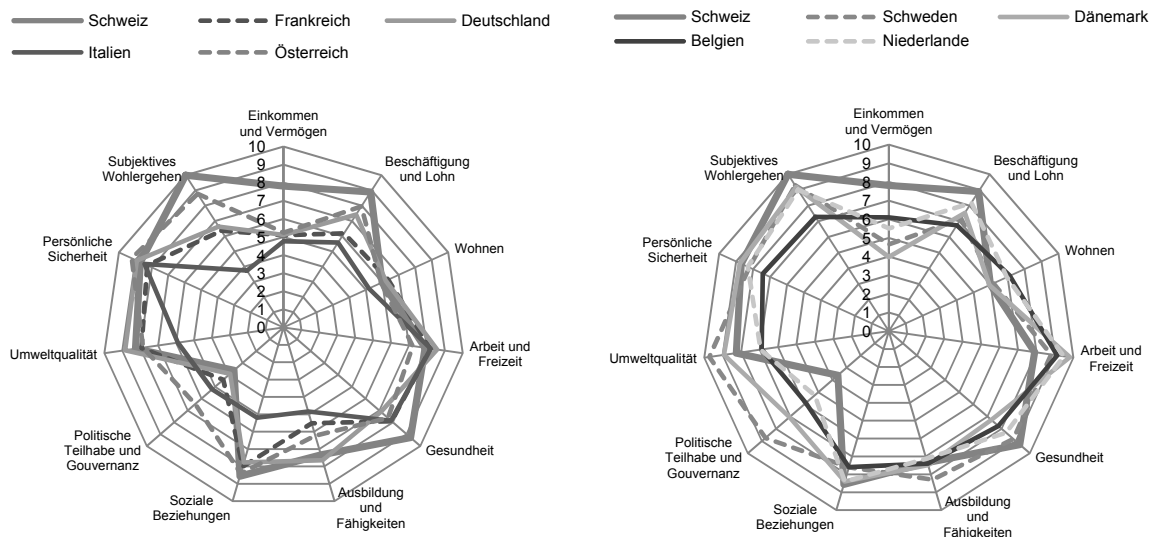 Schweiz Frankreich Deutschland
Italien Österreich
Einkommen
und Vermögen
Beschäftigung
und Lohn
Wohnen
Arbeit und
Freizeit
Gesundheit
Ausbildung
und
Fähigkeiten
Soziale
Beziehungen
Politische
Teilhabe und
Gouvernanz
Umweltqualität
Persönliche
Sicherheit
Subjektives
Wohlergehen
10
9
8
7
6
5
4
3
2
1
0
Schweiz Schweden Dänemark
Belgien Niederlande
Einkommen
und Vermögen
Beschäftigung
und Lohn
Wohnen
Arbeit und
Freizeit
Gesundheit
Ausbildung
und
Fähigkeiten
Soziale
Beziehungen
Politische
Teilhabe und
Gouvernanz
Umweltqualität
Persönliche
Sicherheit
Subjektives
Wohlergehen
10
9
8
7
6
5
4
3
2
1
0